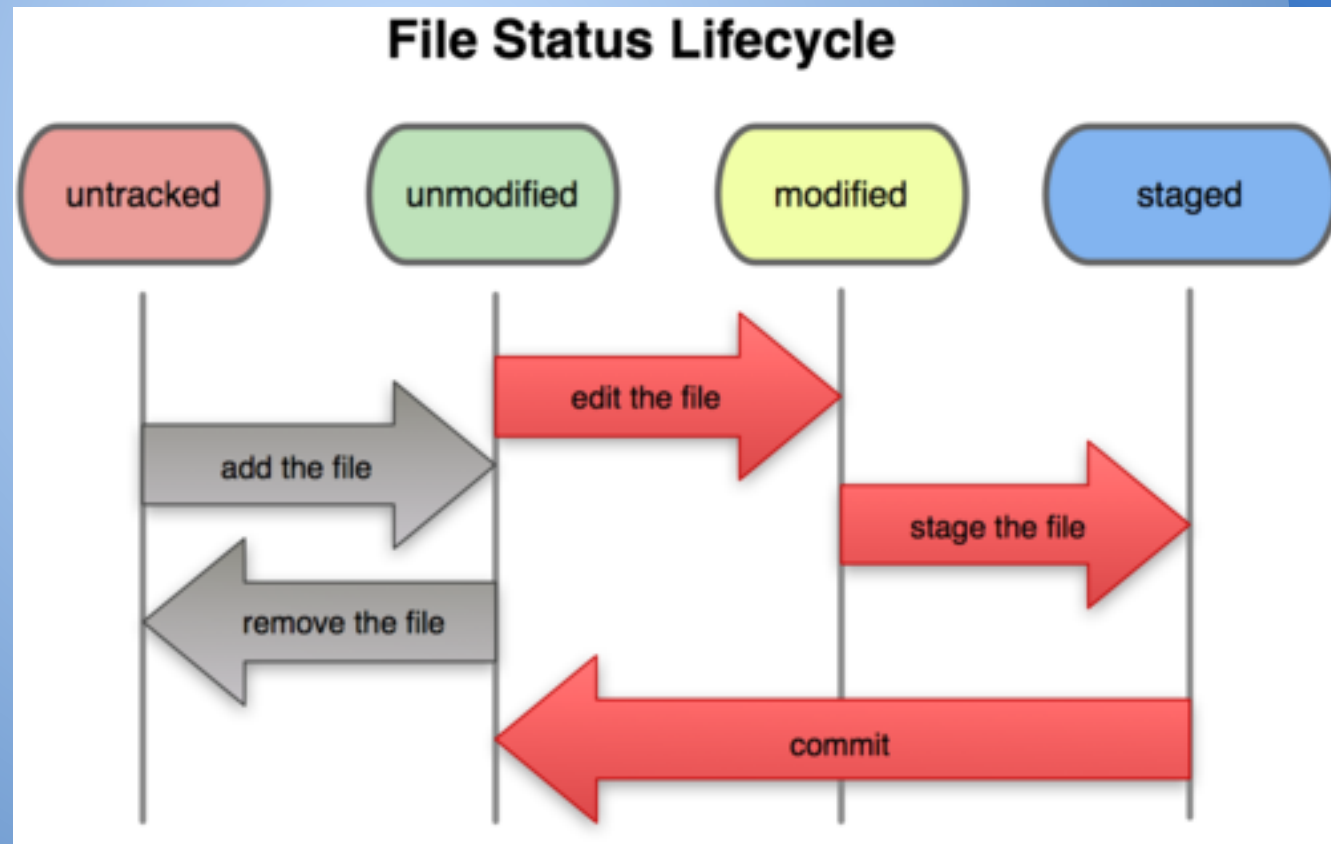 File Status Lifecycle
untracked
unmodified
modified
staged
edit the file
add the file
stage the file
remove the file
commit